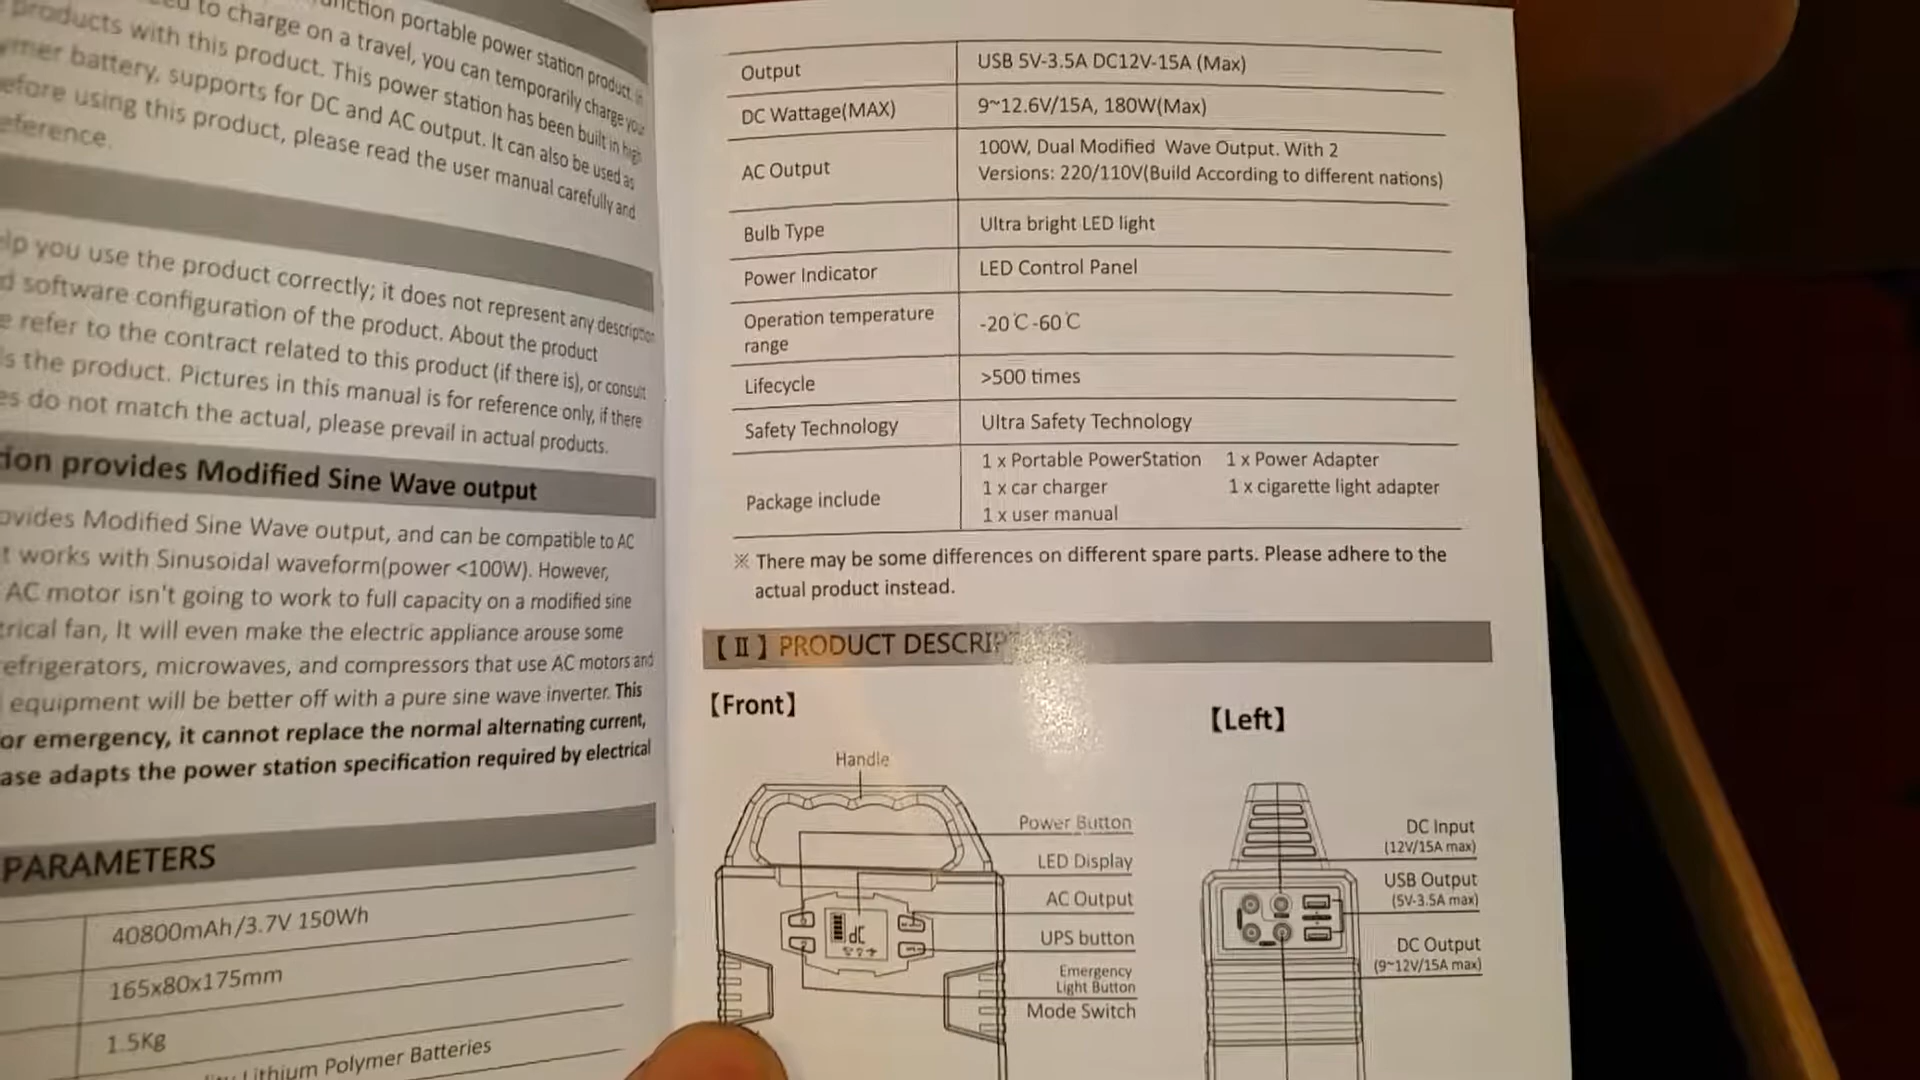 nction portable power station product.
to charge on a travel, you can temporarily charge your
products with this product. This power station has been built in high
battery, supports for DC and AC output. It can also be used as
efore using this product, please read the user manual carefully and
eference.
elp you use the product correctly; it does not represent any description
d software configuration of the product. About the product
e refer to the contract related to this product (if there is), or consult
s the product. Pictures in this manual is for reference only, if there
es do not match the actual, please prevail in actual products.
tion provides Modified Sine Wave output
ovides Modified Sine Wave output, and can be compatible to AC
t works with Sinusoidal waveform(power <100W). However,
AC motor isn't going to work to full capacity on a modified sine
trical fan, It will even make the electric appliance arouse some
efrigerators, microwaves, and compressors that use AC motors and
equipment will be better off with a pure sine wave inverter. This
or emergency, it cannot replace the normal alternating current,
ase adapts the power station specification required by electrical
PARAMETERS
40800mAh/3.7V 150Wh
165x80x175mm
1.5Kg
Lithium Polymer Batteries
Output USB 5V-3.5A DC12V-15A (Max)
DC Wattage(MAX) 9~12.6V/15A, 180W(Max)
AC Output 100W, Dual Modified Wave Output. With 2
Versions: 220/110V(Build According to different nations)
Bulb Type Ultra bright LED light
Power Indicator LED Control Panel
Operation temperature
range -20℃-60℃
Lifecycle >500 times
Safety Technology Ultra Safety Technology
Package include 1 x Portable PowerStation 1 x Power Adapter
1 x car charger 1 x cigarette light adapter
1 x user manual
※ There may be some differences on different spare parts. Please adhere to the
actual product instead.
【II】PRODUCT DESCRIP
【Front】
Handle
Power Button
LED Display
AC Output
UPS button
Emergency
Light Button
Mode Switch
dC
【Left】
DC Input
(12V/15A max)
USB Output
(5V-3.5A max)
DC Output
(9~12V/15A max)